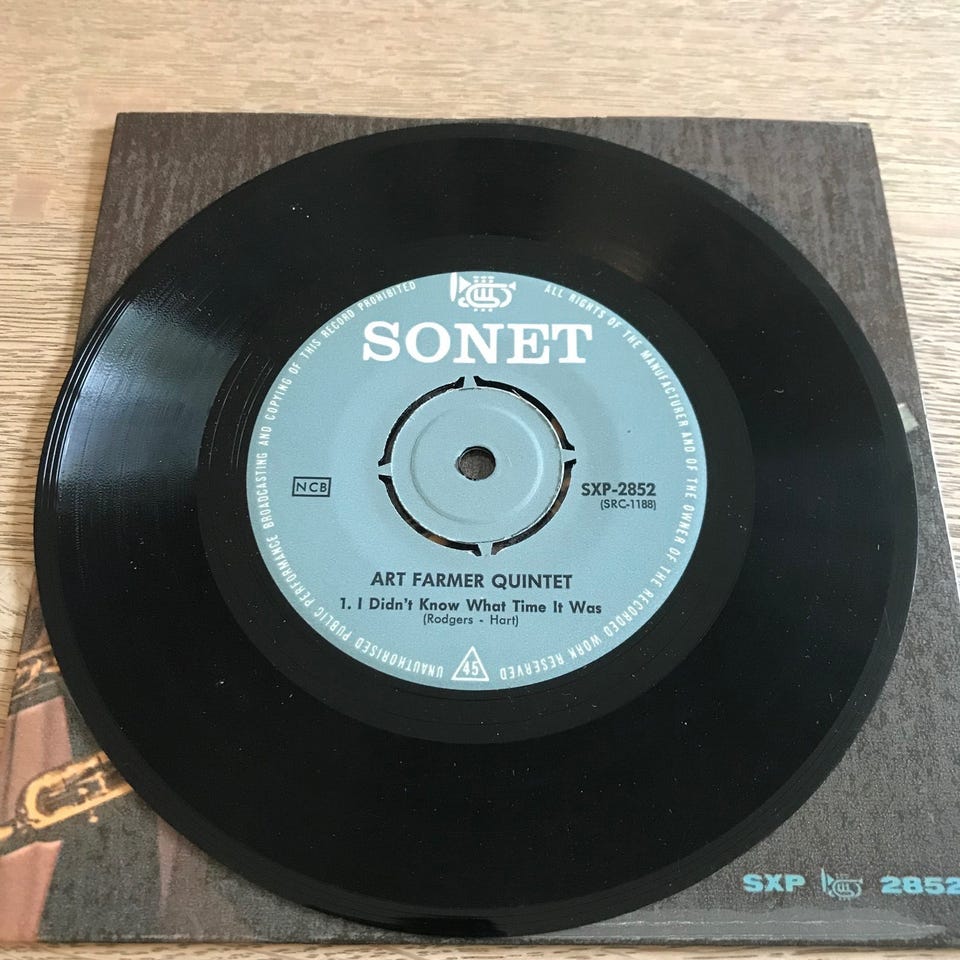 SONET
NCB
SXP-2852
(SRC-1188)
ART FARMER QUINTET
1. I Didn't Know What Time It Was
(Rodgers - Hart)
45
ALL RIGHTS OF THE MANUFACTURER AND OF THE OWNER OF THE RECORDED WORK RESERVED
UNAUTHORISED PUBLIC PERFORMANCE BROADCASTING AND COPYING OF THIS RECORD PROHIBITED
SXP 2852